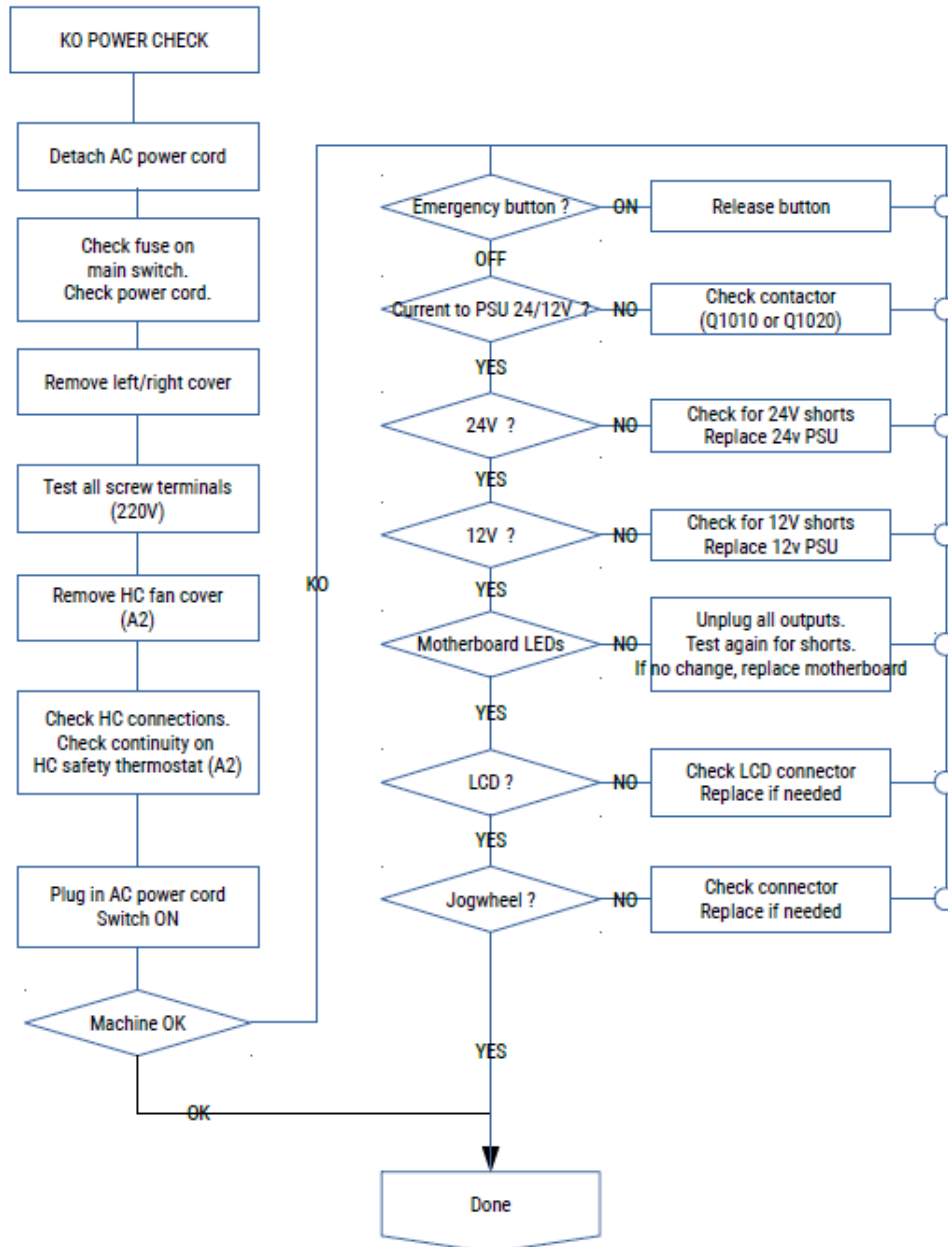 KO POWER CHECK
Detach AC power cord
Check fuse on
main switch.
Check power cord.
Remove left/right cover
Test all screw terminals
(220V)
Remove HC fan cover
(A2)
Check HC connections.
Check continuity on
HC safety thermostat (A2)
Plug in AC power cord
Switch ON
Machine OK
OK
KO
Emergency button ?
ON
Release button
OFF
Current to PSU 24/12V ?
NO
Check contactor
(Q1010 or Q1020)
YES
24V ?
NO
Check for 24V shorts
Replace 24v PSU
YES
12V ?
NO
Check for 12V shorts
Replace 12v PSU
YES
Motherboard LEDs
NO
Unplug all outputs.
Test again for shorts.
If no change, replace motherboard
YES
LCD ?
NO
Check LCD connector
Replace if needed
YES
Jogwheel ?
NO
Check connector
Replace if needed
YES
Done